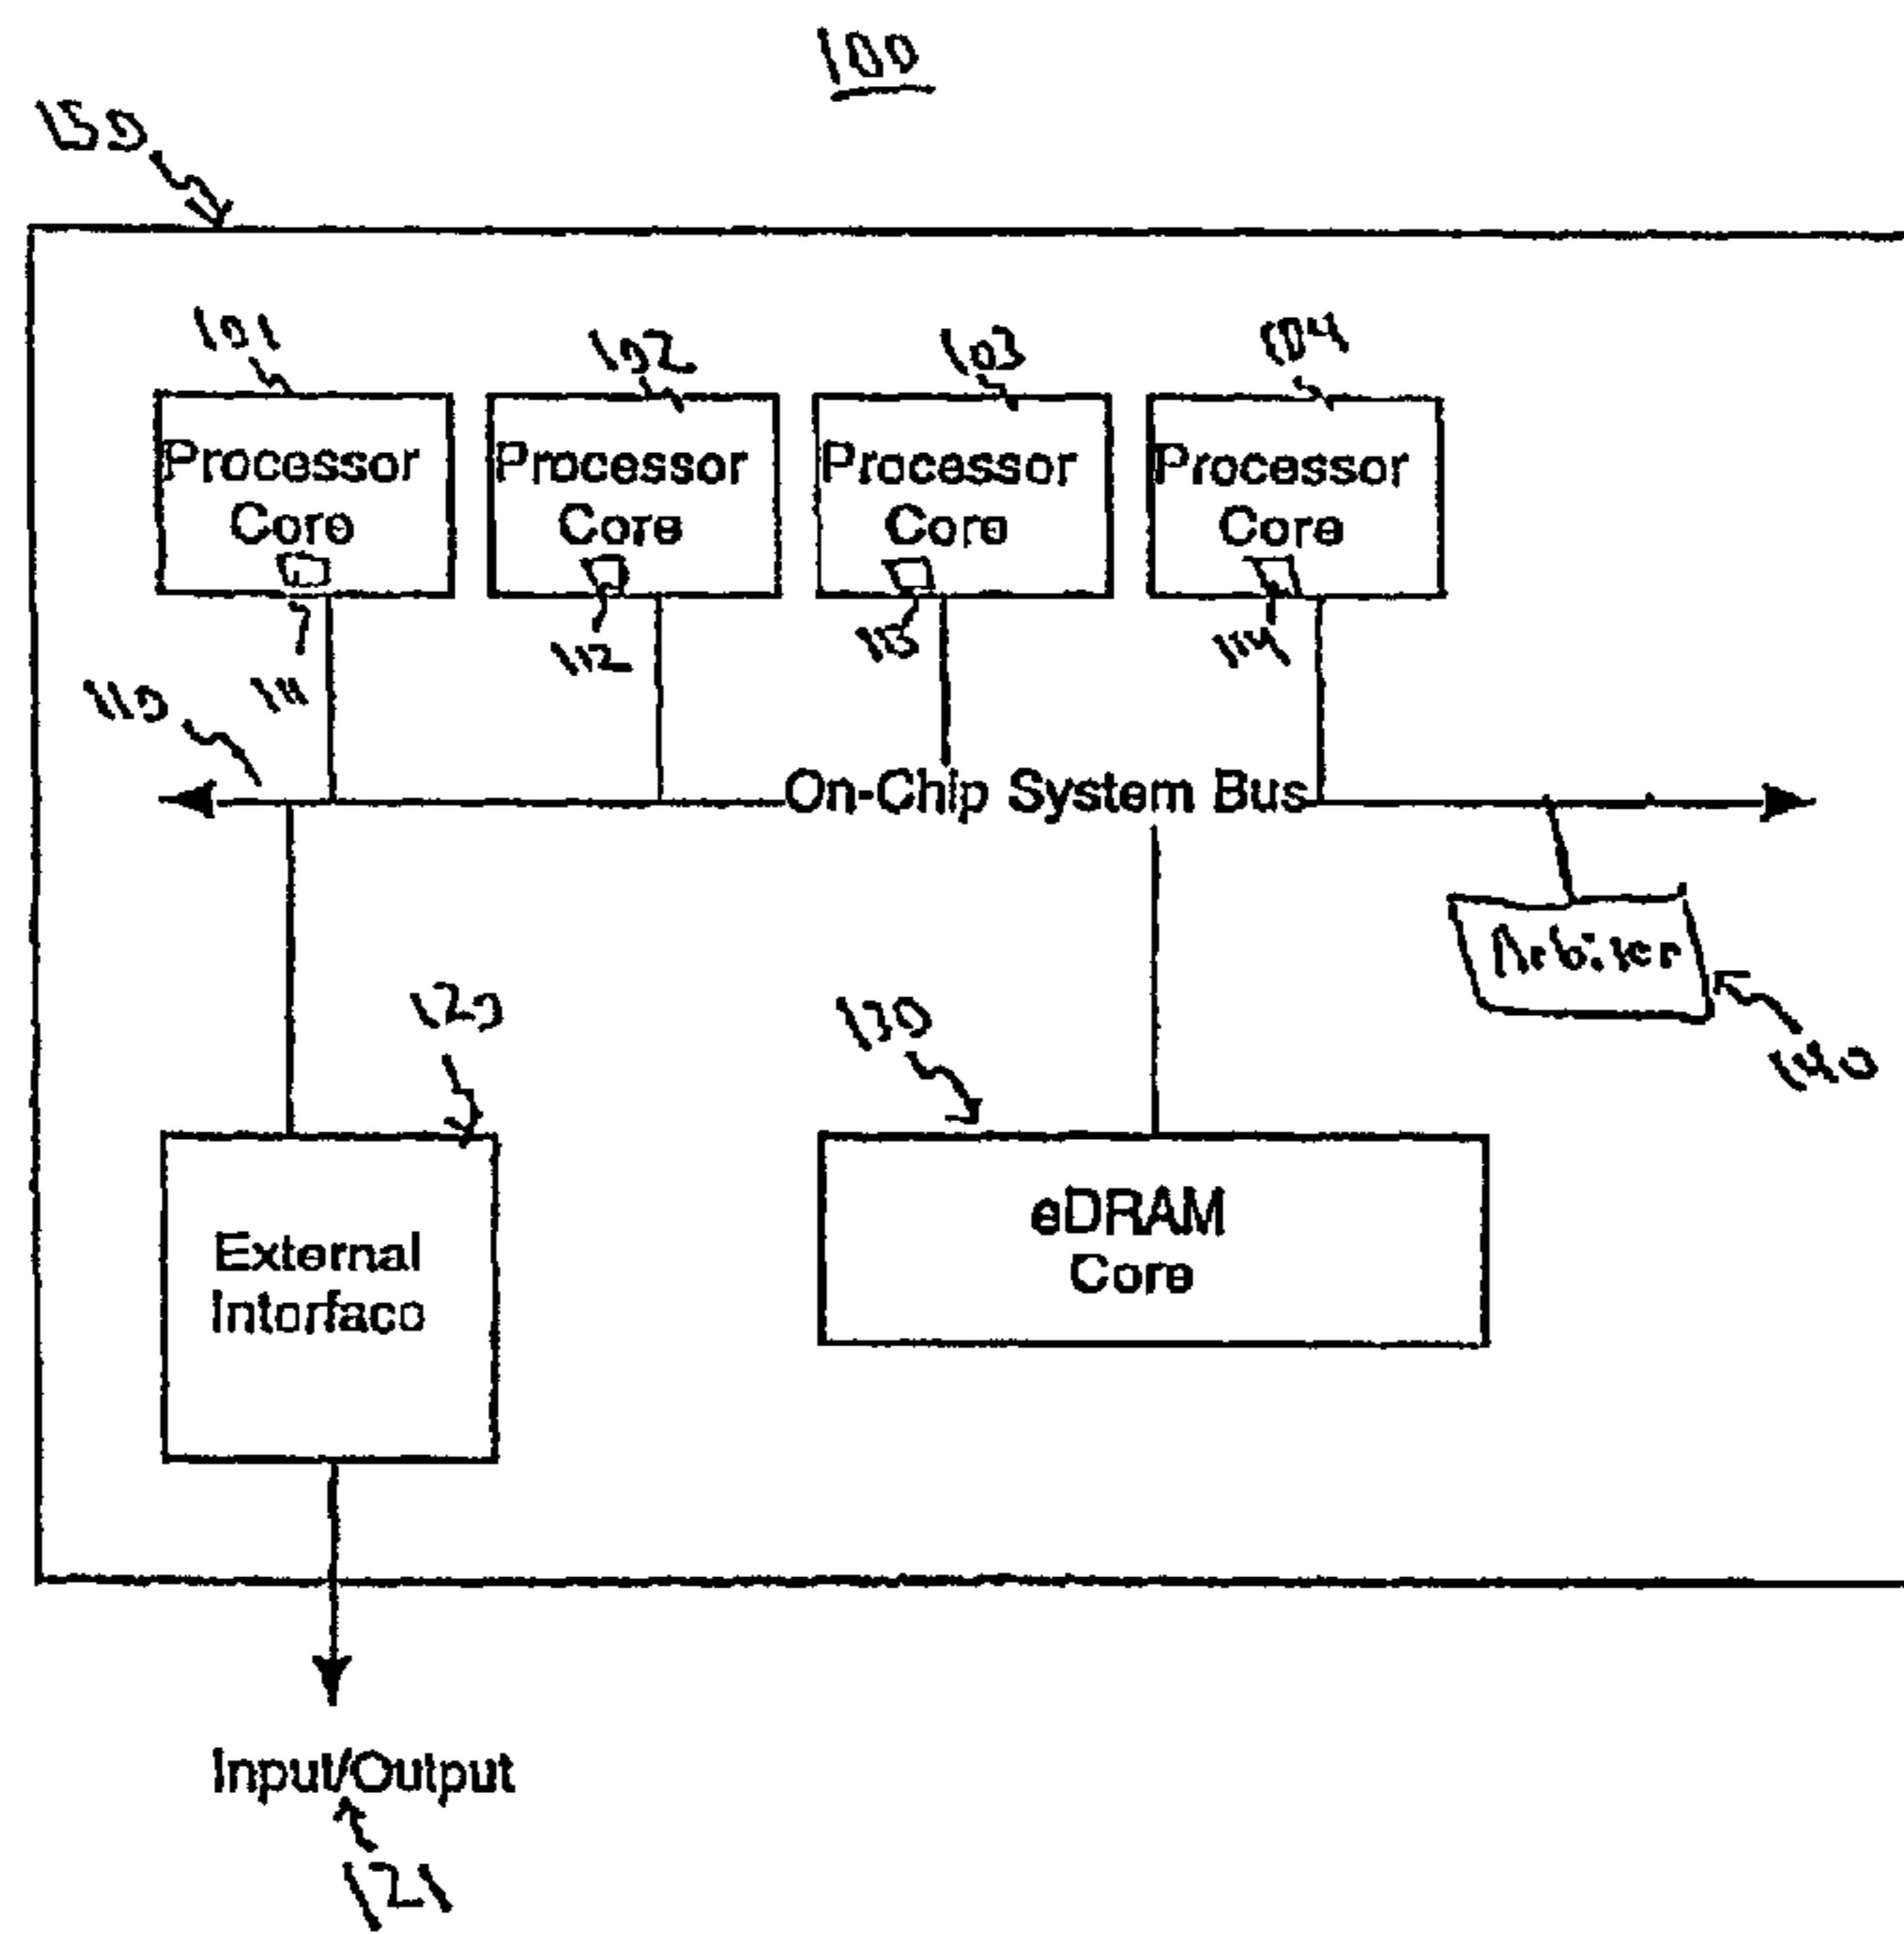 100
150
101
102
103
104
Processor
Core
Processor
Core
Processor
Core
Processor
Core
111
112
113
114
110
On-Chip System Bus
Arbiter
140
120
130
External
Interface
eDRAM
Core
Input/Output
121